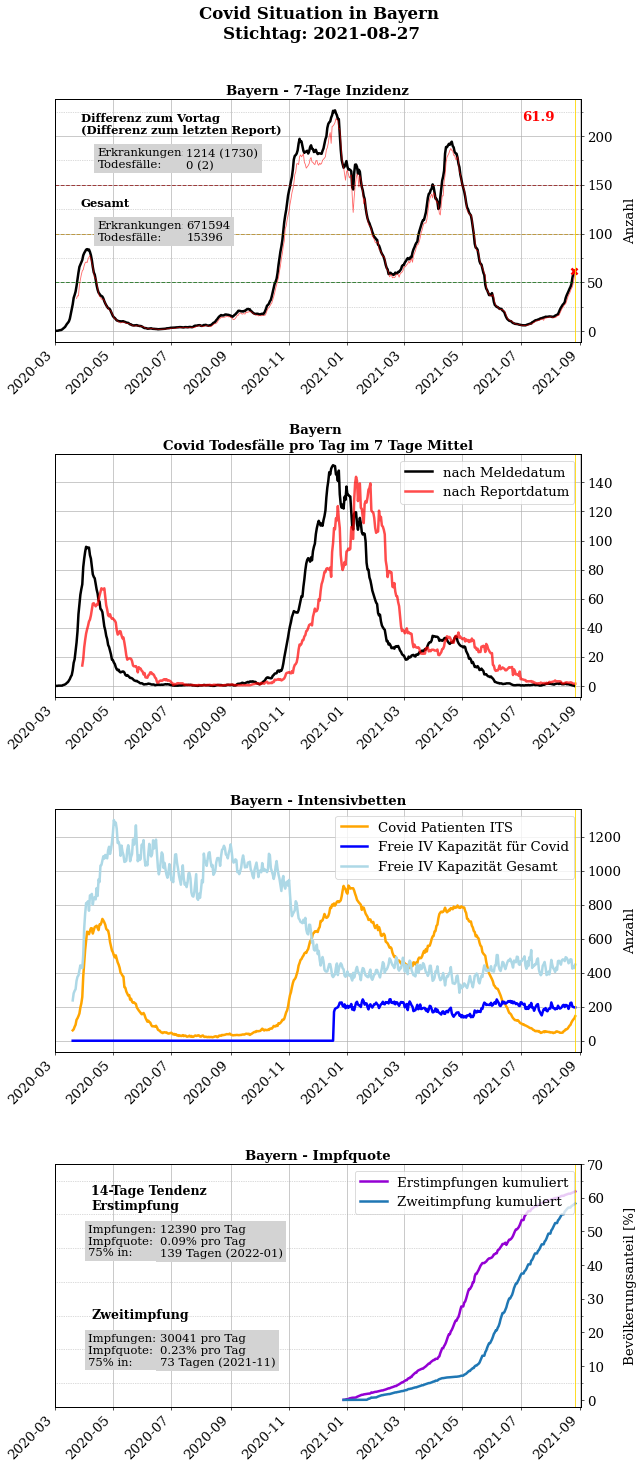 Covid Situation in Bayern
Stichtag: 2021-08-27
Bayern - 7-Tage Inzidenz
Differenz zum Vortag
(Differenz zum letzten Report)
Erkrankungen 1214 (1730)
Todesfälle: 0 (2)
Gesamt
Erkrankungen 671594
Todesfälle: 15396
61.9
200
150
100
50
0
Anzahl
2020-03
2020-05
2020-07
2020-09
2020-11
2021-01
2021-03
2021-05
2021-07
2021-09
Bayern
Covid Todesfälle pro Tag im 7 Tage Mittel
nach Meldedatum
nach Reportdatum
140
120
100
80
60
40
20
0
2020-03
2020-05
2020-07
2020-09
2020-11
2021-01
2021-03
2021-05
2021-07
2021-09
Bayern - Intensivbetten
Covid Patienten ITS
Freie IV Kapazität für Covid
Freie IV Kapazität Gesamt
1200
1000
800
600
400
200
0
Anzahl
2020-03
2020-05
2020-07
2020-09
2020-11
2021-01
2021-03
2021-05
2021-07
2021-09
Bayern - Impfquote
14-Tage Tendenz
Erstimpfung
Impfungen: 12390 pro Tag
Impfquote: 0.09% pro Tag
75% in: 139 Tagen (2022-01)
Zweitimpfung
Impfungen: 30041 pro Tag
Impfquote: 0.23% pro Tag
75% in: 73 Tagen (2021-11)
Erstimpfungen kumuliert
Zweitimpfung kumuliert
70
60
50
40
30
20
10
0
Bevölkerungsanteil [%]
2020-03
2020-05
2020-07
2020-09
2020-11
2021-01
2021-03
2021-05
2021-07
2021-09